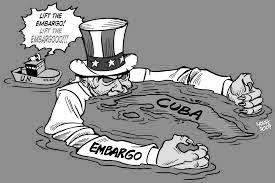 LIFT THE
EMBARGO!
LIFT THE
EMBARGOOO!!!
U.N.
CUBA
EMBARGO